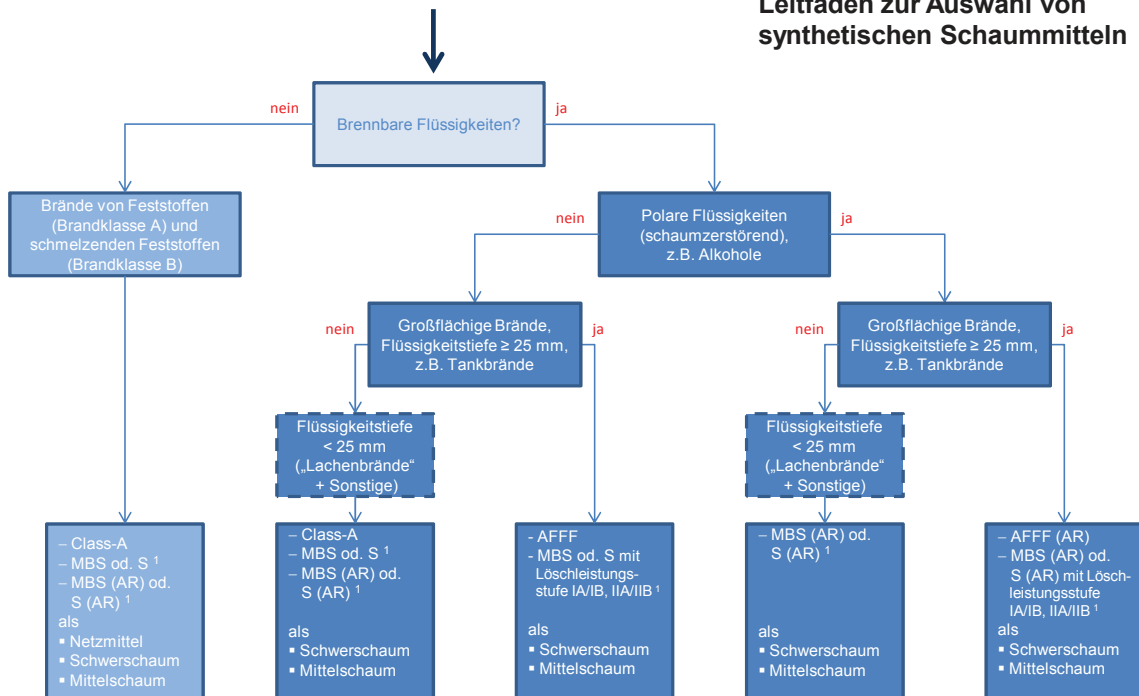 Leitfaden zur Auswahl von
synthetischen Schaummitteln
nein
ja
Brennbare Flüssigkeiten?
Brände von Feststoffen
(Brandklasse A) und
schmelzenden Feststoffen
(Brandklasse B)
nein
ja
Polare Flüssigkeiten
(schaumzerstörend),
z.B. Alkohole
nein
ja
Großflächige Brände,
Flüssigkeitstiefe ≥ 25 mm,
z.B. Tankbrände
nein
ja
Großflächige Brände,
Flüssigkeitstiefe ≥ 25 mm,
z.B. Tankbrände
Flüssigkeitstiefe
< 25 mm
(„Lachenbrände“
+ Sonstige)
Flüssigkeitstiefe
< 25 mm
(„Lachenbrände“
+ Sonstige)
– Class-A
– MBS od. S ¹
– MBS (AR) od.
S (AR) ¹
als
▪ Netzmittel
▪ Schwerschaum
▪ Mittelschaum
– Class-A
– MBS od. S ¹
– MBS (AR) od.
S (AR) ¹
als
▪ Schwerschaum
▪ Mittelschaum
- AFFF
- MBS od. S mit
Löschleistungs-
stufe IA/IB, IIA/IIB ¹
als
▪ Schwerschaum
▪ Mittelschaum
– MBS (AR) od.
S (AR) ¹
als
▪ Schwerschaum
▪ Mittelschaum
– AFFF (AR)
– MBS (AR) od.
S (AR) mit Lösch-
leistungsstufe
IA/IB, IIA/IIB ¹
als
▪ Schwerschaum
▪ Mittelschaum